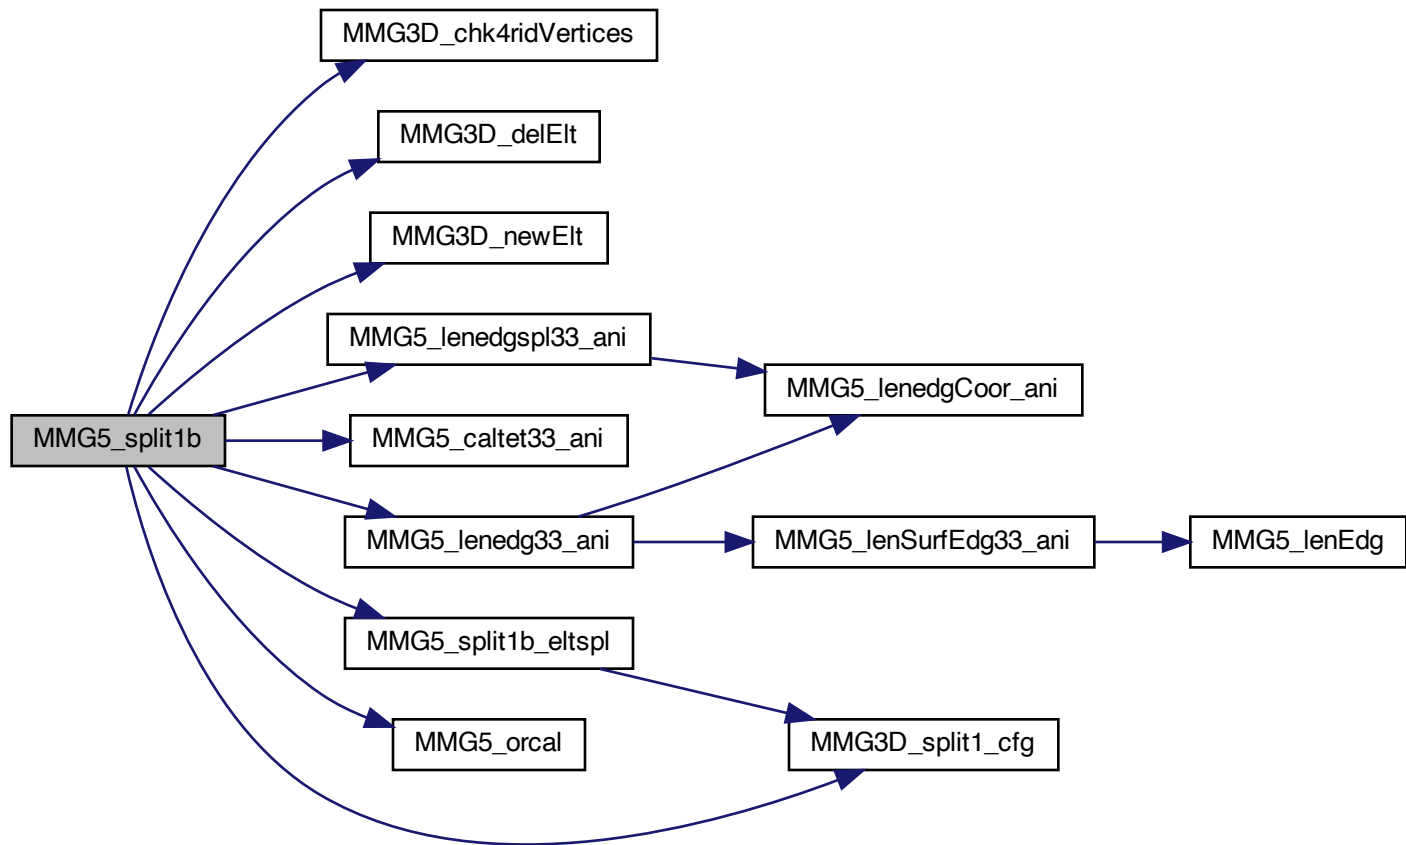 MMG3D_chk4ridVertices
MMG3D_delElt
MMG3D_newElt
MMG5_lenedgspl33_ani
MMG5_lenedgCoor_ani
MMG5_split1b
MMG5_caltet33_ani
MMG5_lenedg33_ani
MMG5_lenSurfEdg33_ani
MMG5_lenEdg
MMG5_split1b_eltspl
MMG5_orcal
MMG3D_split1_cfg